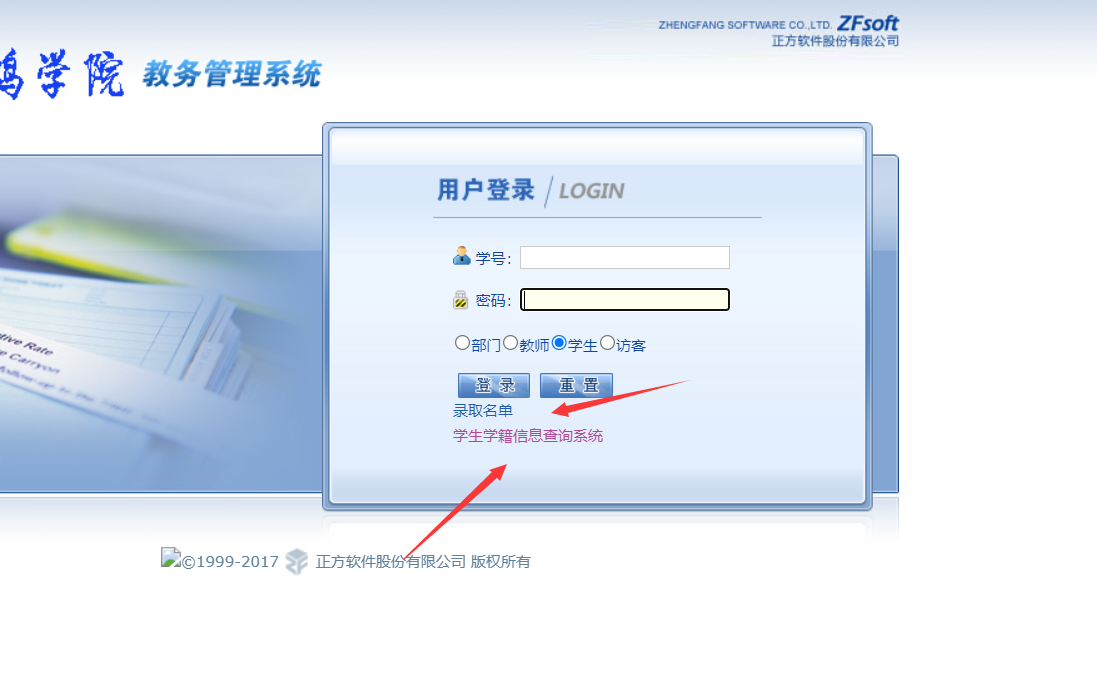 ZHENGFANG SOFTWARE CO.,LTD. ZFsoft
正方软件股份有限公司
学院 教务管理系统
用户登录 / LOGIN
学号:
密码:
部门 教师 学生 访客
登 录 重 置
录取名单
学生学籍信息查询系统
Rate
Carryon
©1999-2017 正方软件股份有限公司 版权所有